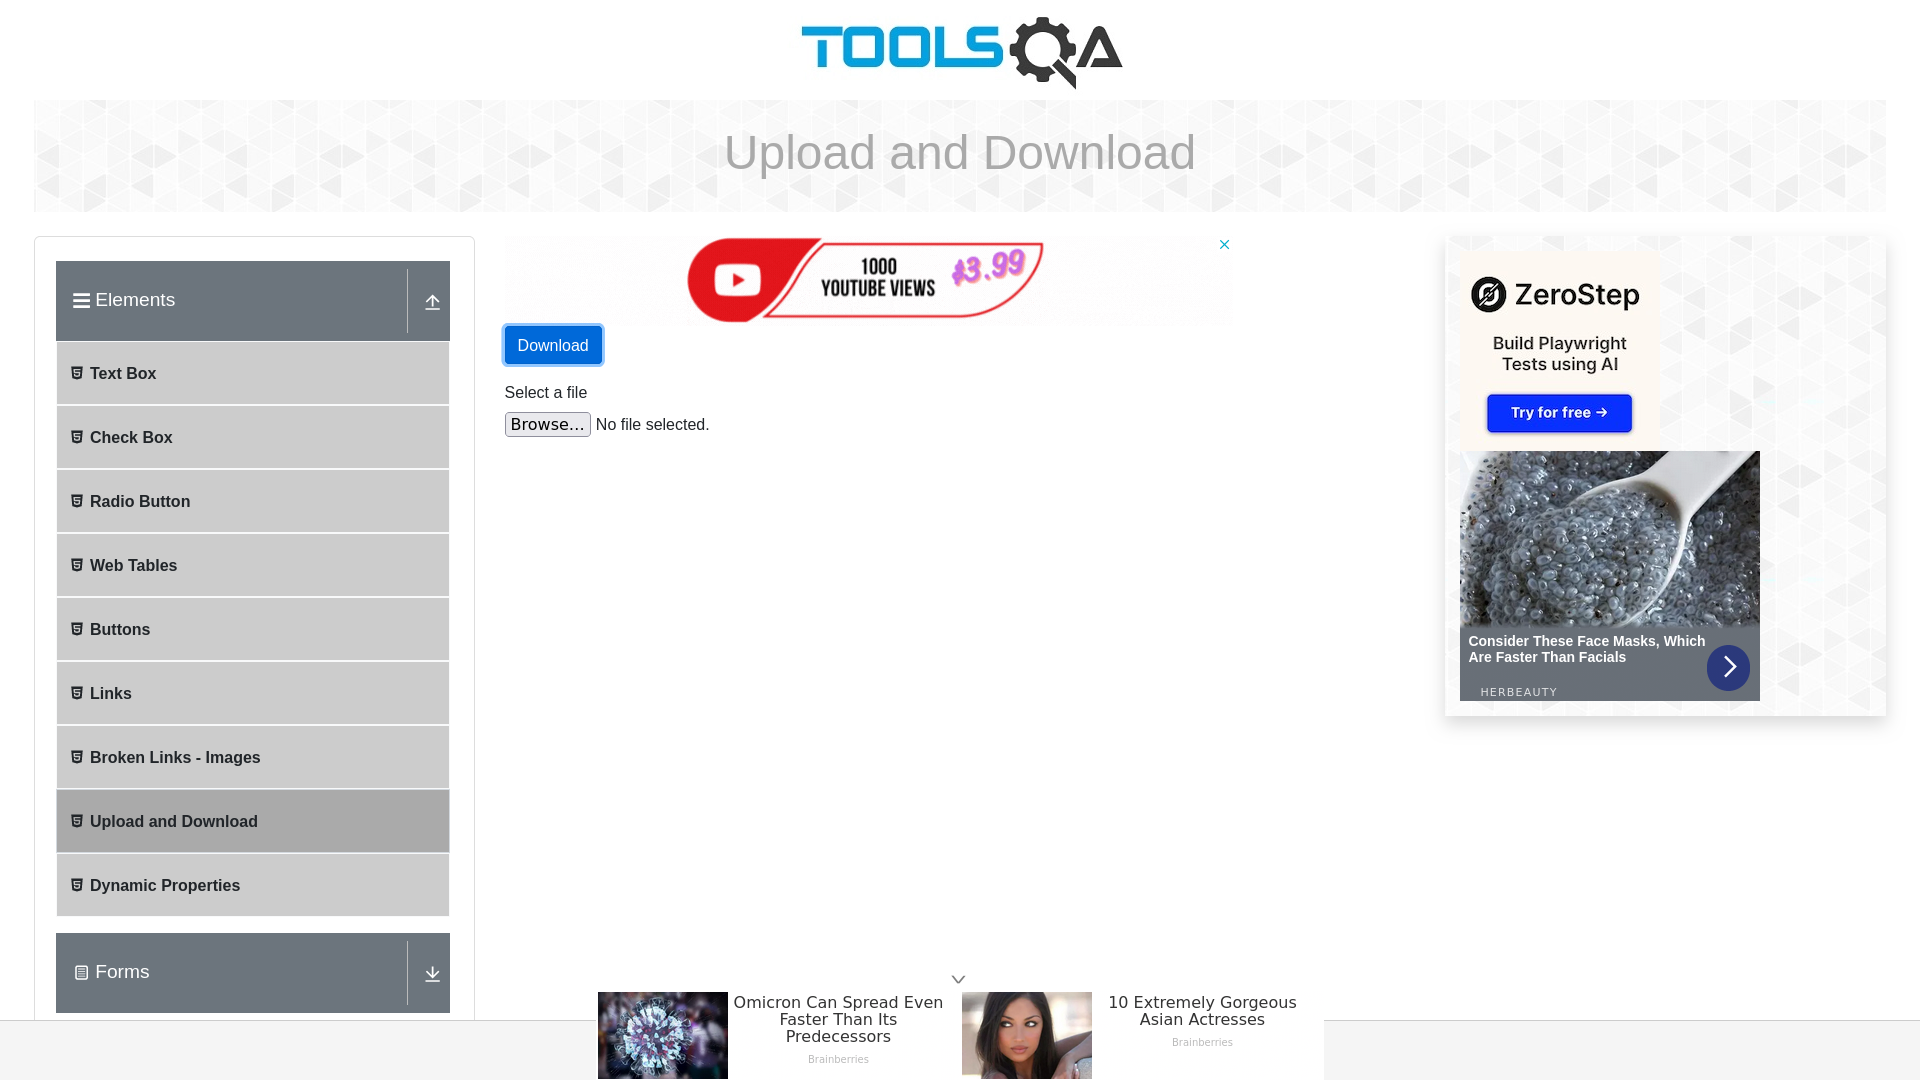 TOOLSQA
Upload and Download
Elements
Text Box
Check Box
Radio Button
Web Tables
Buttons
Links
Broken Links - Images
Upload and Download
Dynamic Properties
Forms
1000
YOUTUBE VIEWS
$3.99
Download
Select a file
Browse... No file selected.
ZeroStep
Build Playwright
Tests using AI
Try for free →
Consider These Face Masks, Which
Are Faster Than Facials
HERBEAUTY
Omicron Can Spread Even
Faster Than Its
Predecessors
Brainberries
10 Extremely Gorgeous
Asian Actresses
Brainberries